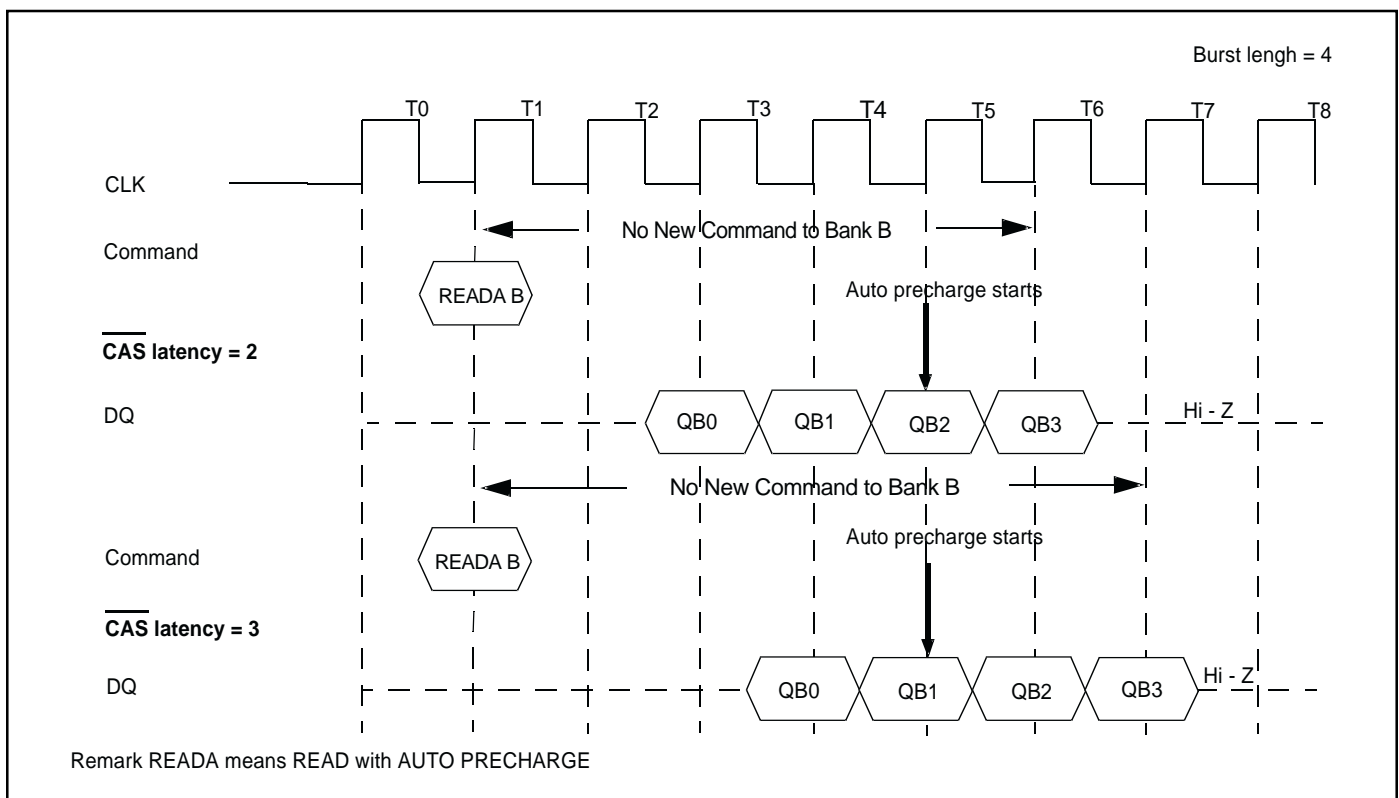 Burst lengh = 4
T0 T1 T2 T3 T4 T5 T6 T7 T8
CLK
No New Command to Bank B
Command
READA B
Auto precharge starts
CAS latency = 2
DQ
QB0 QB1 QB2 QB3 Hi - Z
No New Command to Bank B
Command
READA B
Auto precharge starts
CAS latency = 3
DQ
QB0 QB1 QB2 QB3 Hi - Z
Remark READA means READ with AUTO PRECHARGE